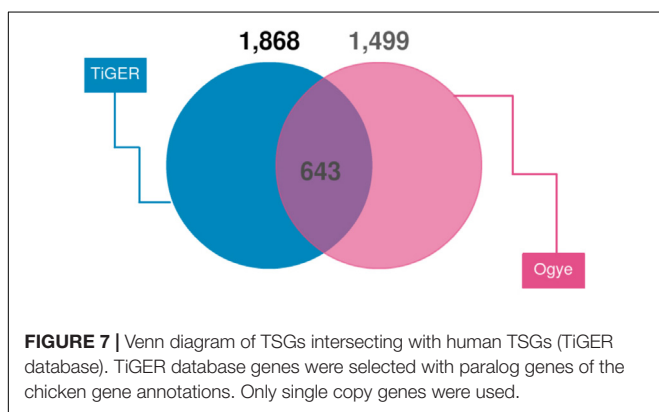 1,868 1,499
TiGER
643
Ogye
FIGURE 7 | Venn diagram of TSGs intersecting with human TSGs (TiGER
database). TiGER database genes were selected with paralog genes of the
chicken gene annotations. Only single copy genes were used.